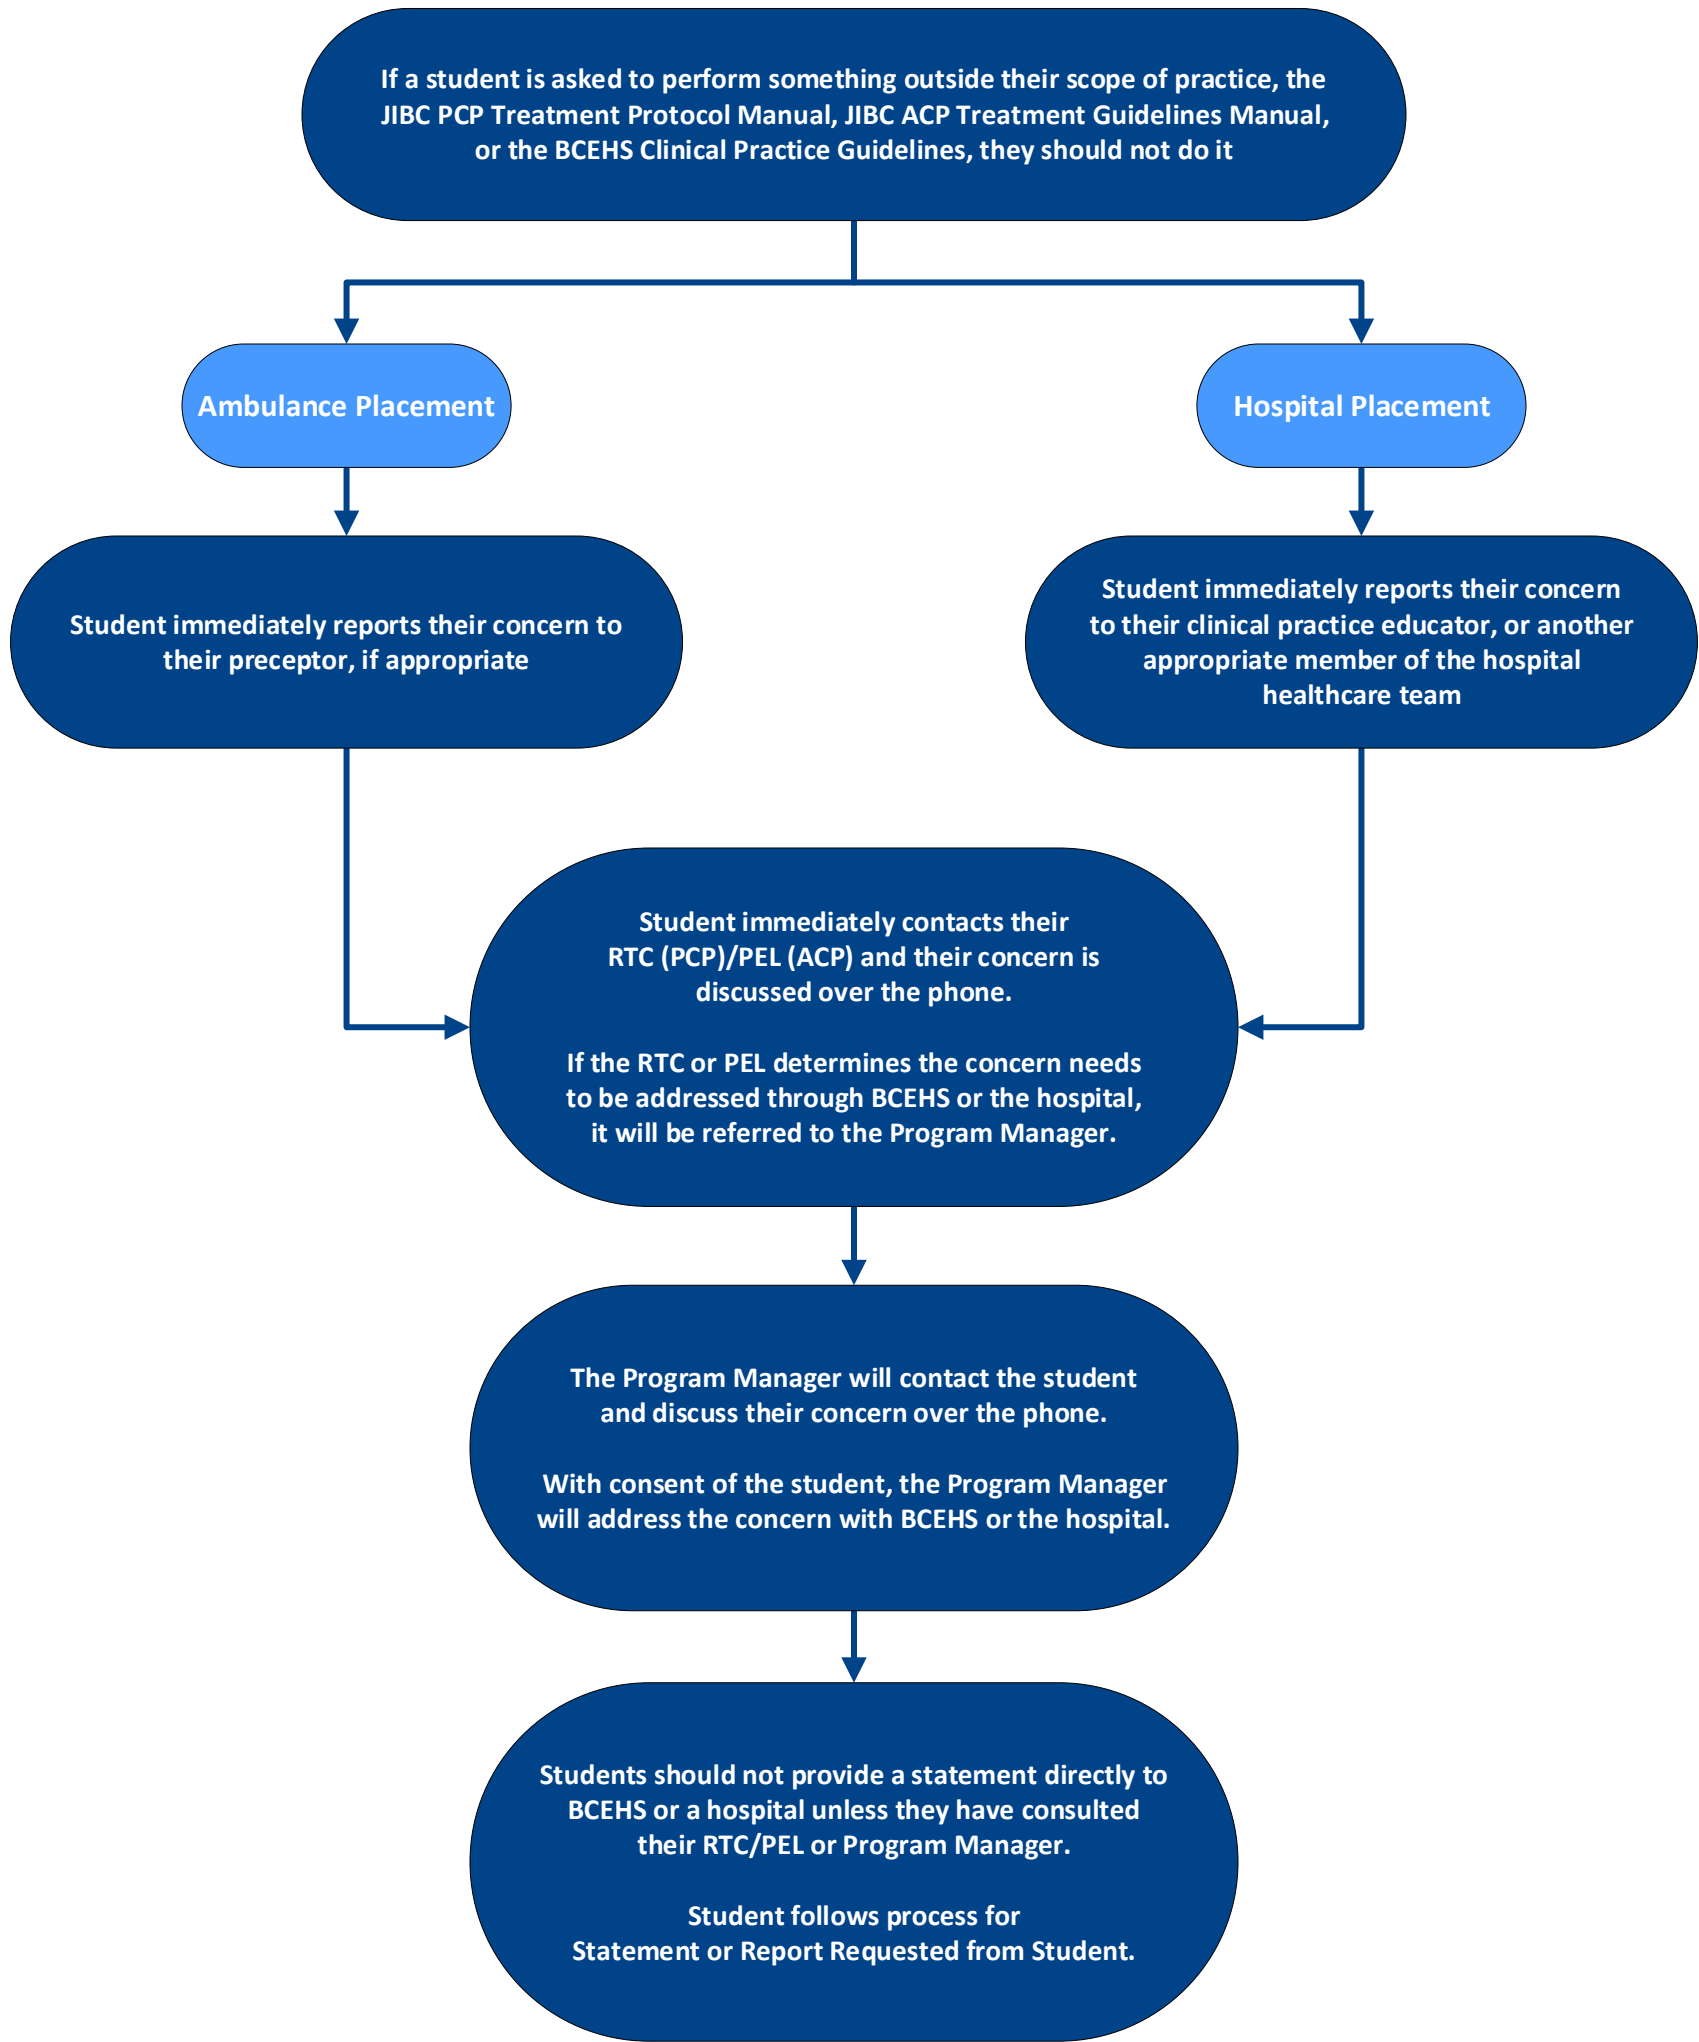 If a student is asked to perform something outside their scope of practice, the
JIBC PCP Treatment Protocol Manual, JIBC ACP Treatment Guidelines Manual,
or the BCEHS Clinical Practice Guidelines, they should not do it
Ambulance Placement
Hospital Placement
Student immediately reports their concern to
their preceptor, if appropriate
Student immediately reports their concern
to their clinical practice educator, or another
appropriate member of the hospital
healthcare team
Student immediately contacts their
RTC (PCP)/PEL (ACP) and their concern is
discussed over the phone.
If the RTC or PEL determines the concern needs
to be addressed through BCEHS or the hospital,
it will be referred to the Program Manager.
The Program Manager will contact the student
and discuss their concern over the phone.
With consent of the student, the Program Manager
will address the concern with BCEHS or the hospital.
Students should not provide a statement directly to
BCEHS or a hospital unless they have consulted
their RTC/PEL or Program Manager.
Student follows process for
Statement or Report Requested from Student.